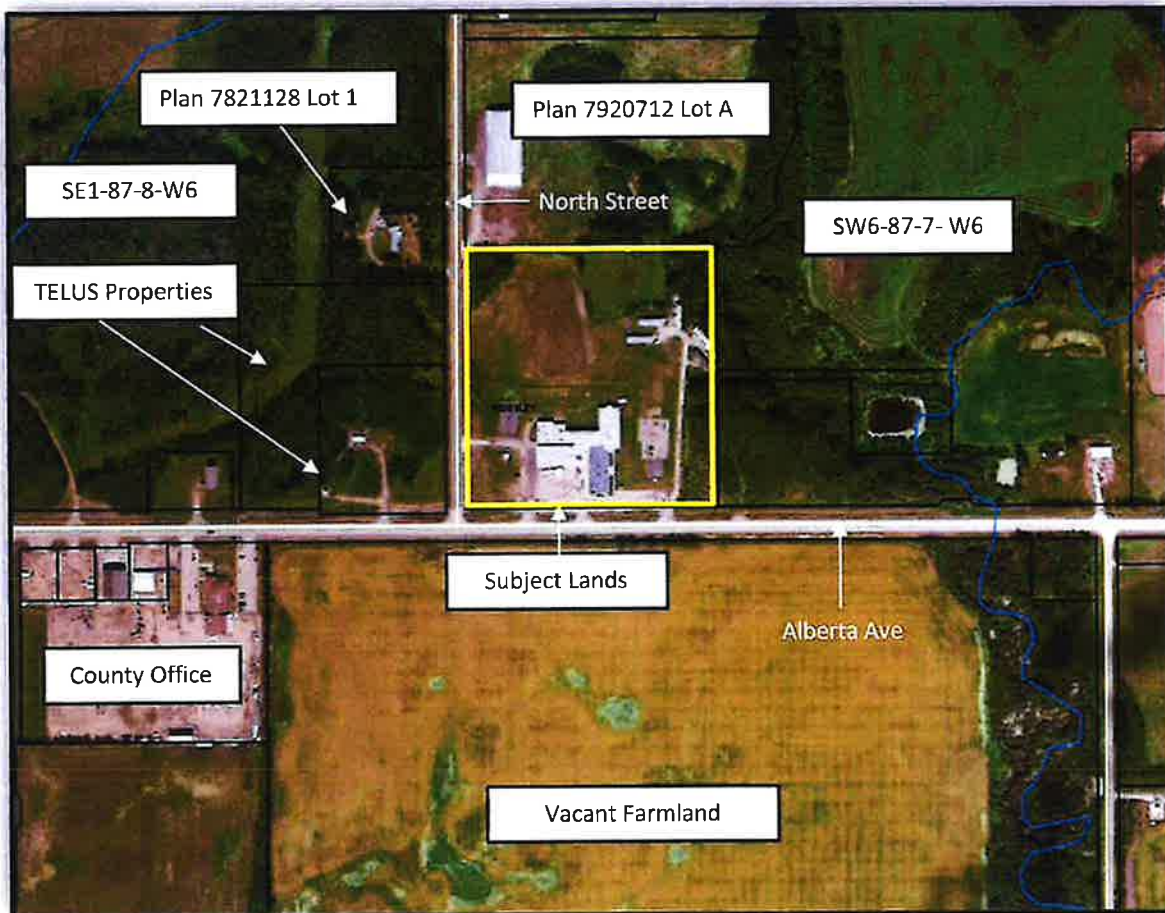 Plan 7821128 Lot 1
Plan 7920712 Lot A
SE1-87-8-W6
North Street
SW6-87-7- W6
TELUS Properties
Subject Lands
Alberta Ave
County Office
Vacant Farmland